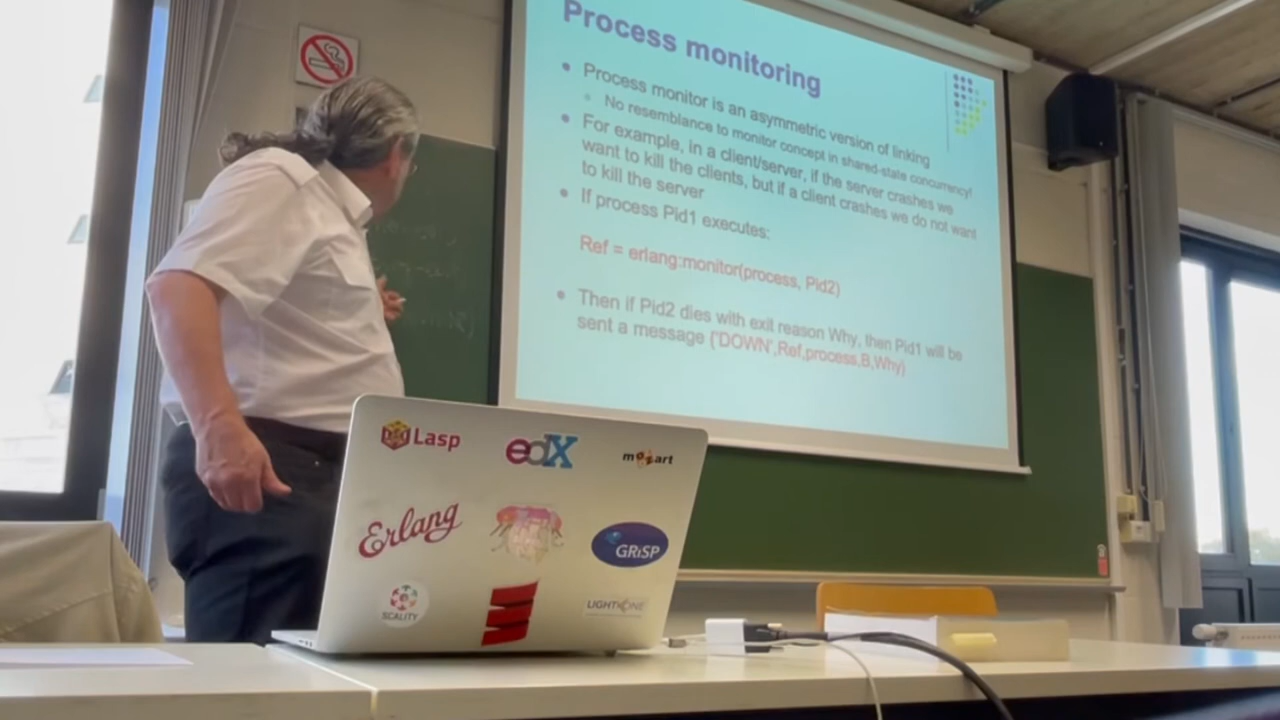 Process monitoring
Process monitor is an asymmetric version of linking
No resemblance to monitor concept in shared-state concurrency!
For example, in a client/server, if the server crashes we
want to kill the clients, but if a client crashes we do not want
to kill the server
If process Pid1 executes:
Ref = erlang:monitor(process, Pid2)
Then if Pid2 dies with exit reason Why, then Pid1 will be
sent a message {'DOWN',Ref,process,B,Why}
Lasp
edX
mozart
Erlang
GRiSP
SCALITY
LIGHTKONE